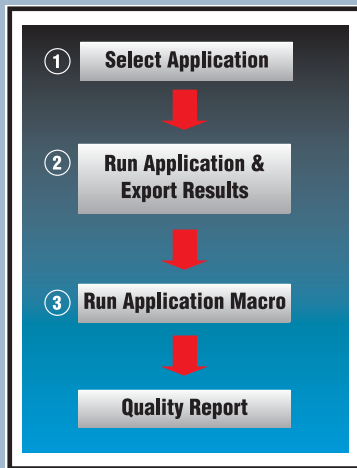 1 Select Application
2 Run Application &
Export Results
3 Run Application Macro
Quality Report